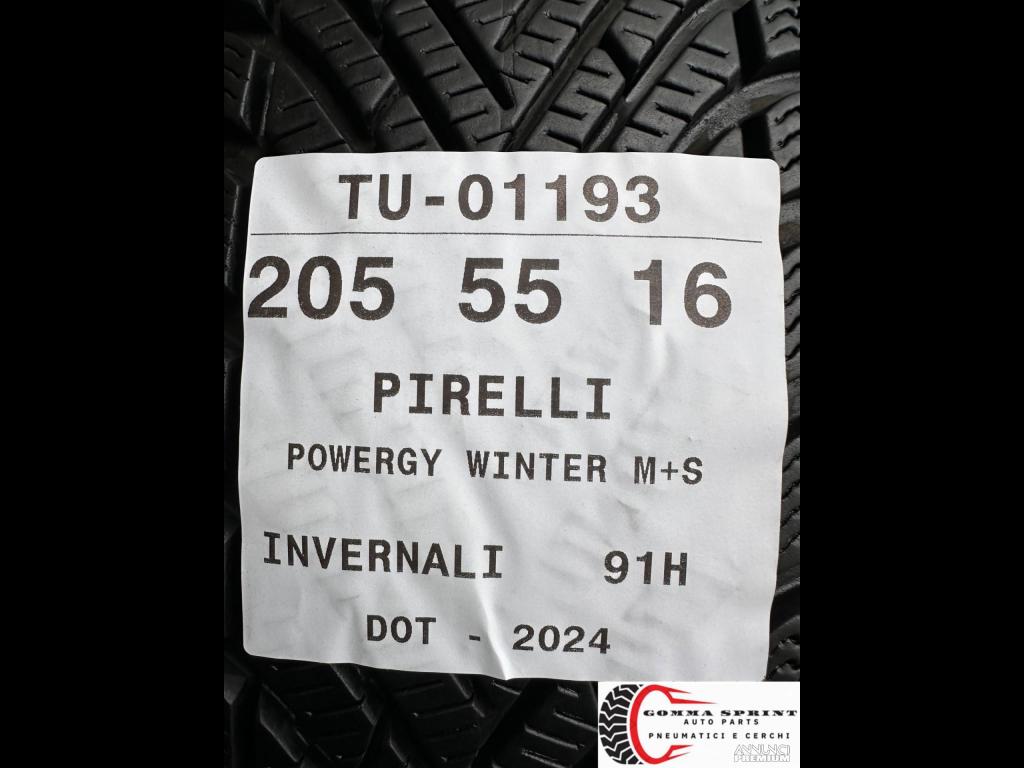 TU-01193
205 55 16
PIRELLI
POWERGY WINTER M+S
INVERNALI 91H
DOT - 2024
GOMMA SPRINT
AUTO PARTS
PNEUMATICI E CERCHI
ANNUNCI
PREMIUM